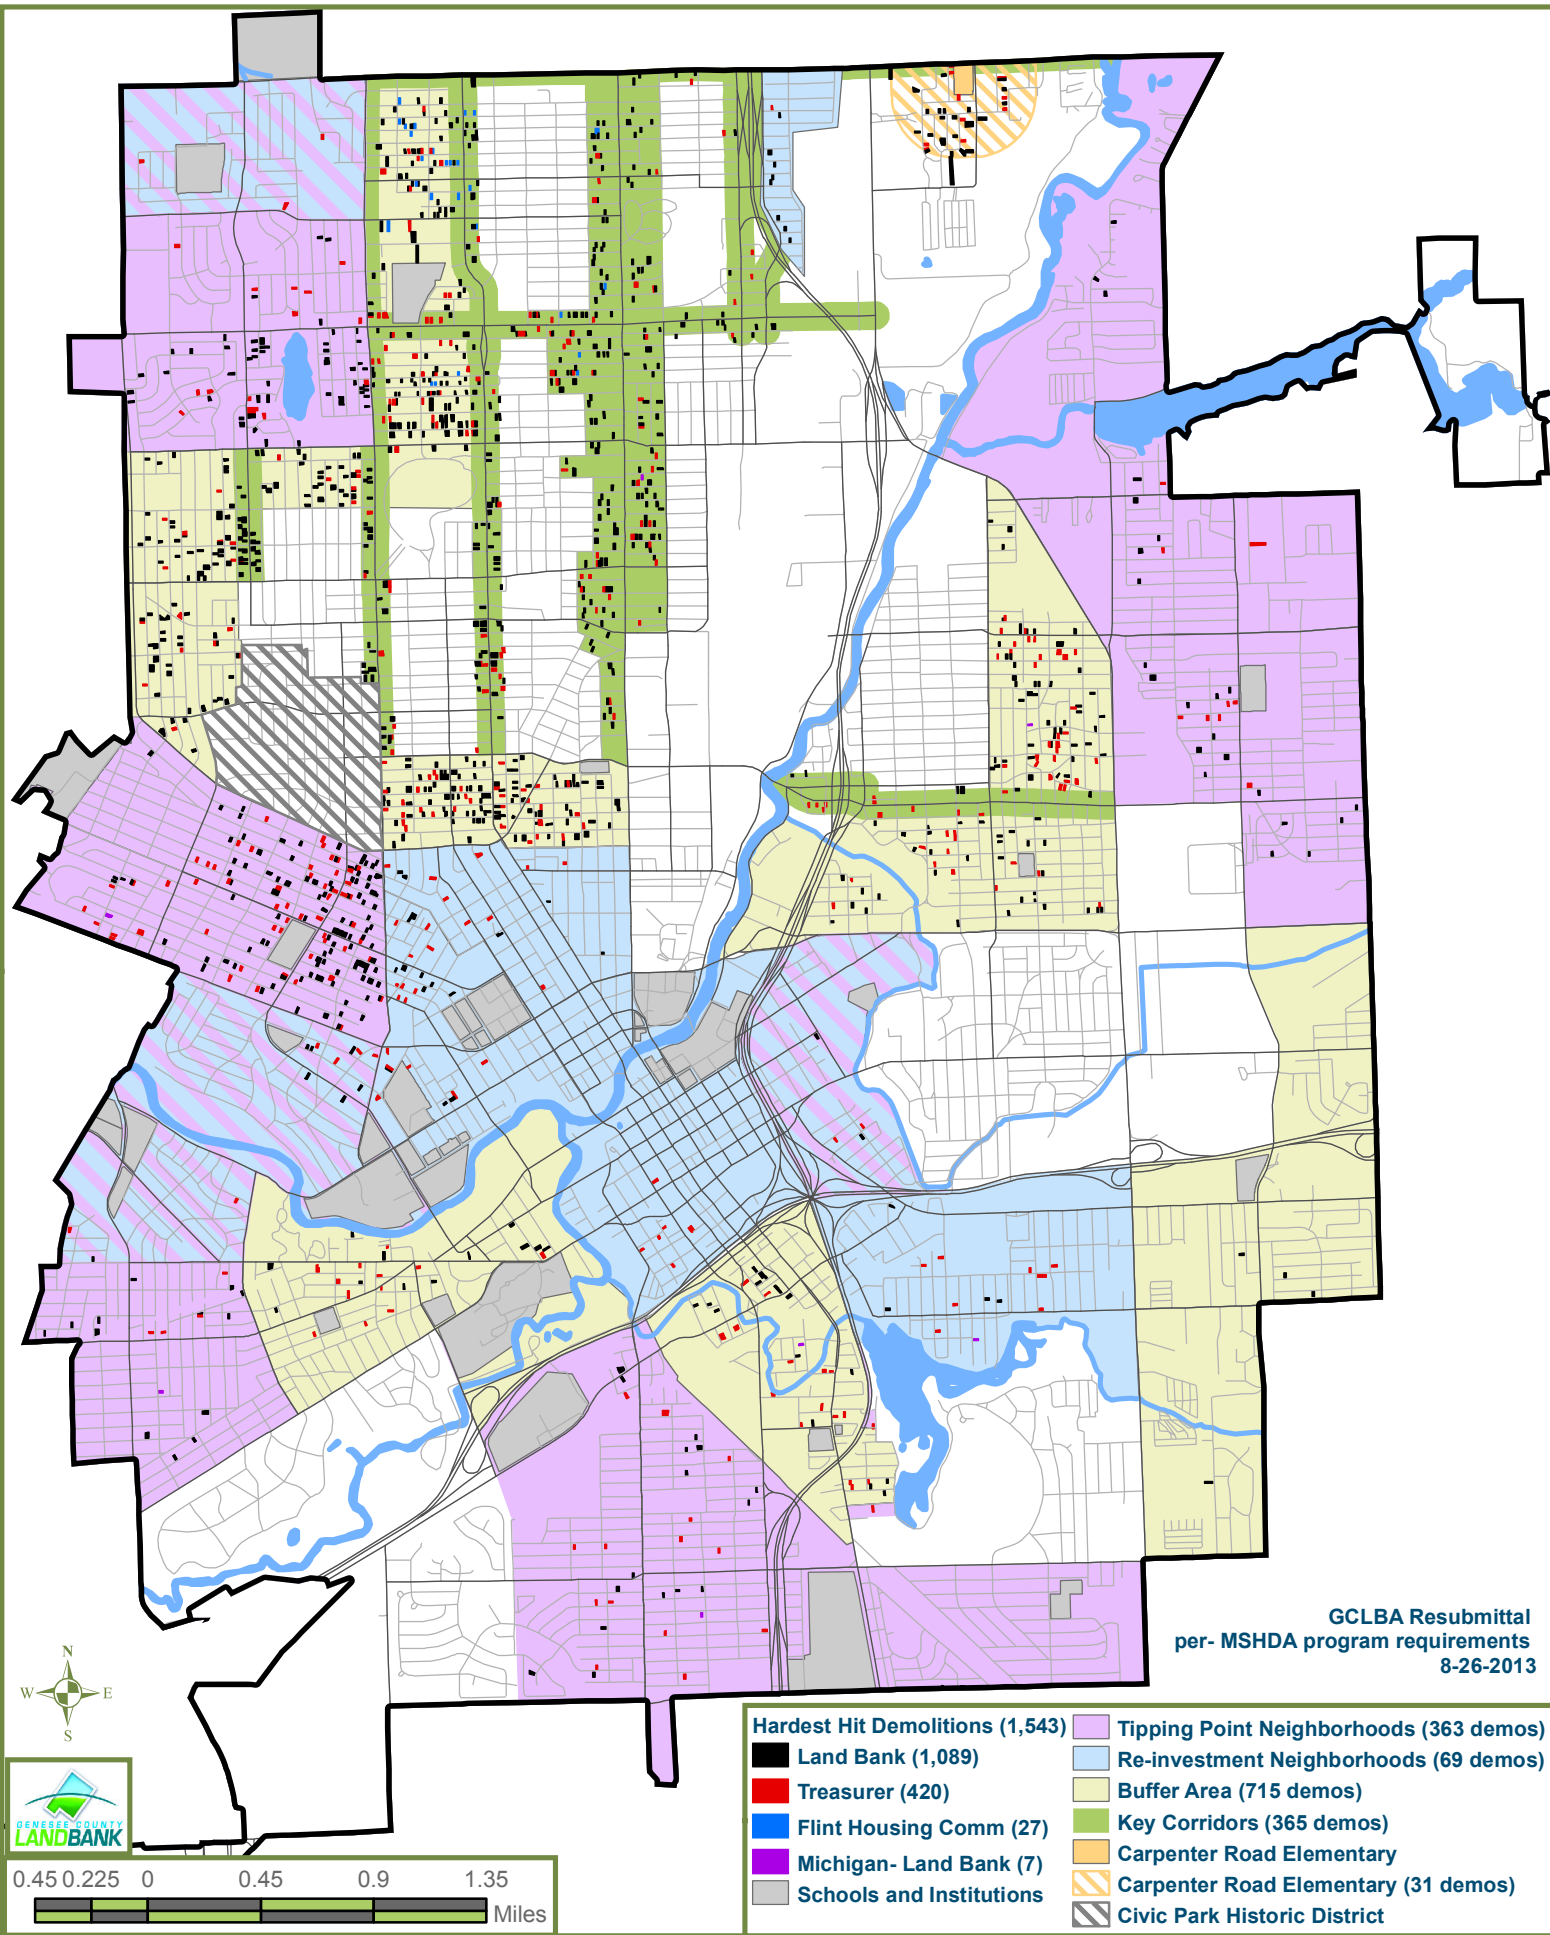 GCLBA Resubmittal
per- MSHDA program requirements
8-26-2013
N
W E
S
GENESEE COUNTY
LANDBANK
0.45 0.225 0 0.45 0.9 1.35
Miles
Hardest Hit Demolitions (1,543)
Land Bank (1,089)
Treasurer (420)
Flint Housing Comm (27)
Michigan- Land Bank (7)
Schools and Institutions
Tipping Point Neighborhoods (363 demos)
Re-investment Neighborhoods (69 demos)
Buffer Area (715 demos)
Key Corridors (365 demos)
Carpenter Road Elementary
Carpenter Road Elementary (31 demos)
Civic Park Historic District